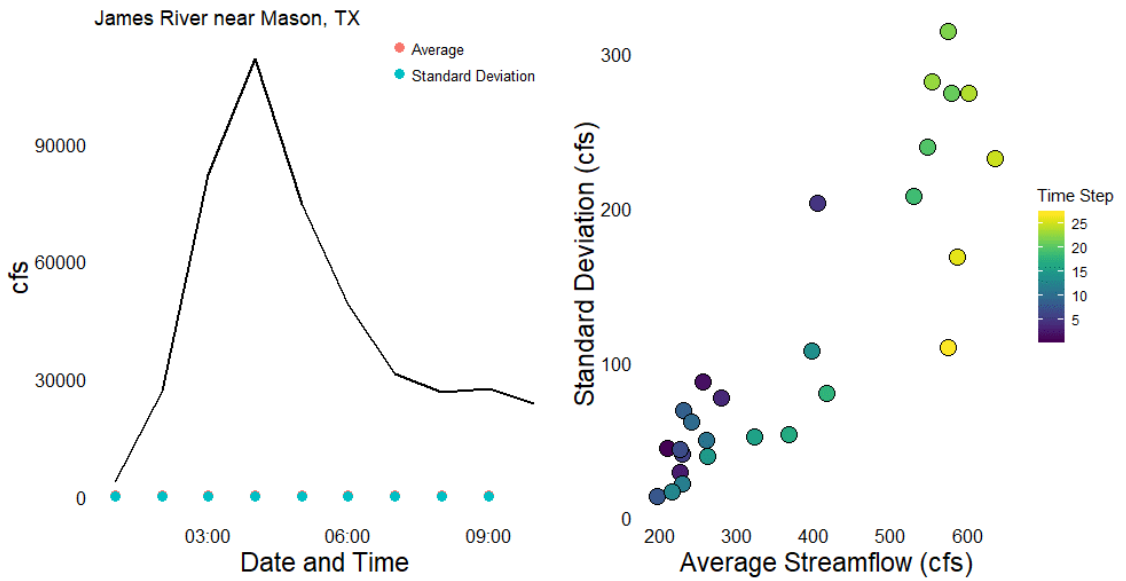 James River near Mason, TX
Average
Standard Deviation
cfs
90000
60000
30000
0
03:00
06:00
09:00
Date and Time
Standard Deviation (cfs)
300
200
100
0
200
300
400
500
600
Average Streamflow (cfs)
Time Step
25
20
15
10
5